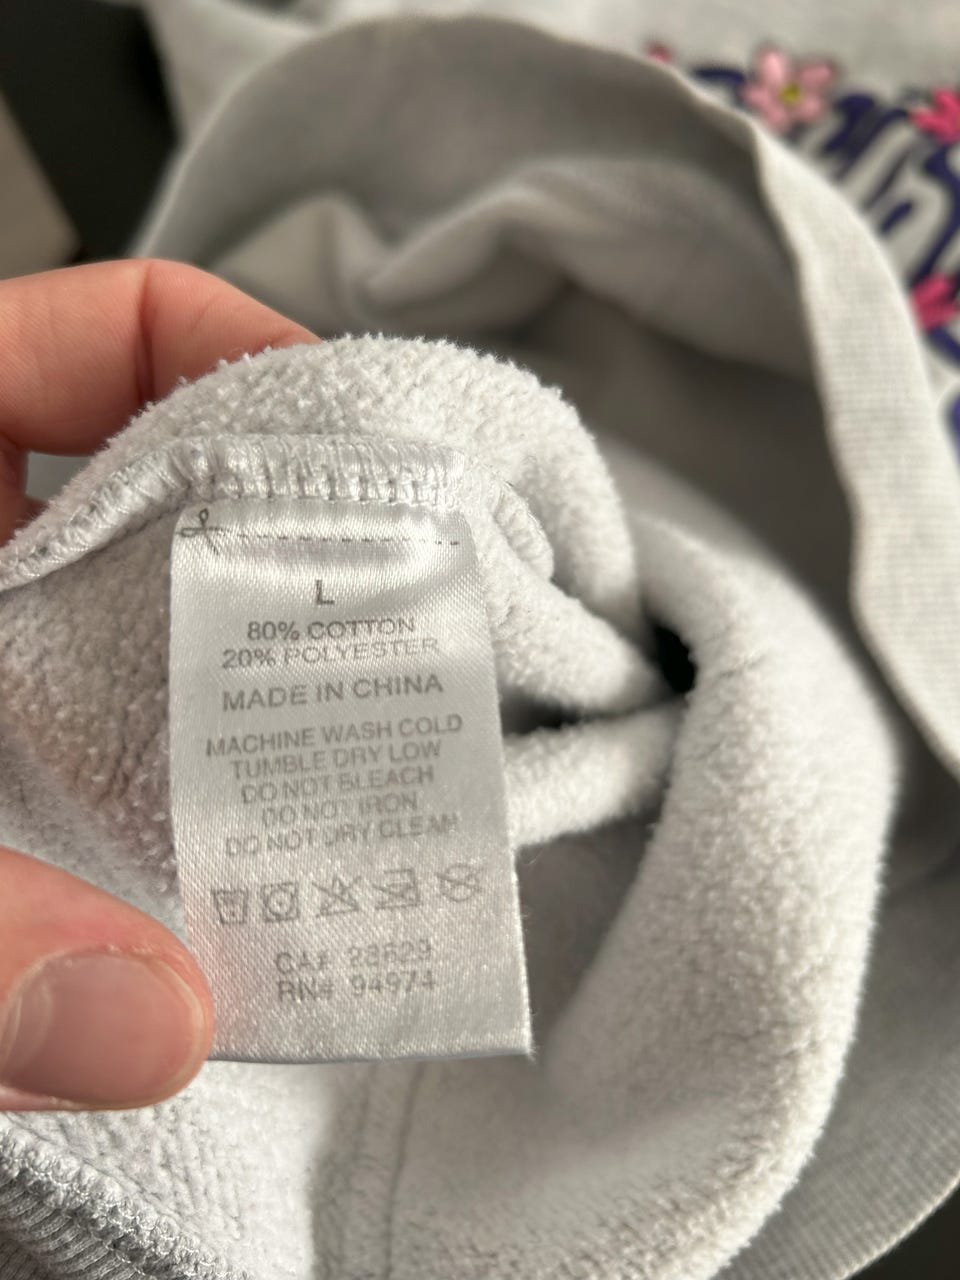 L
80% COTTON
20% POLYESTER
MADE IN CHINA
MACHINE WASH COLD
TUMBLE DRY LOW
DO NOT BLEACH
DO NOT IRON
DO NOT DRY CLEAN
CA# 28623
RN# 94974